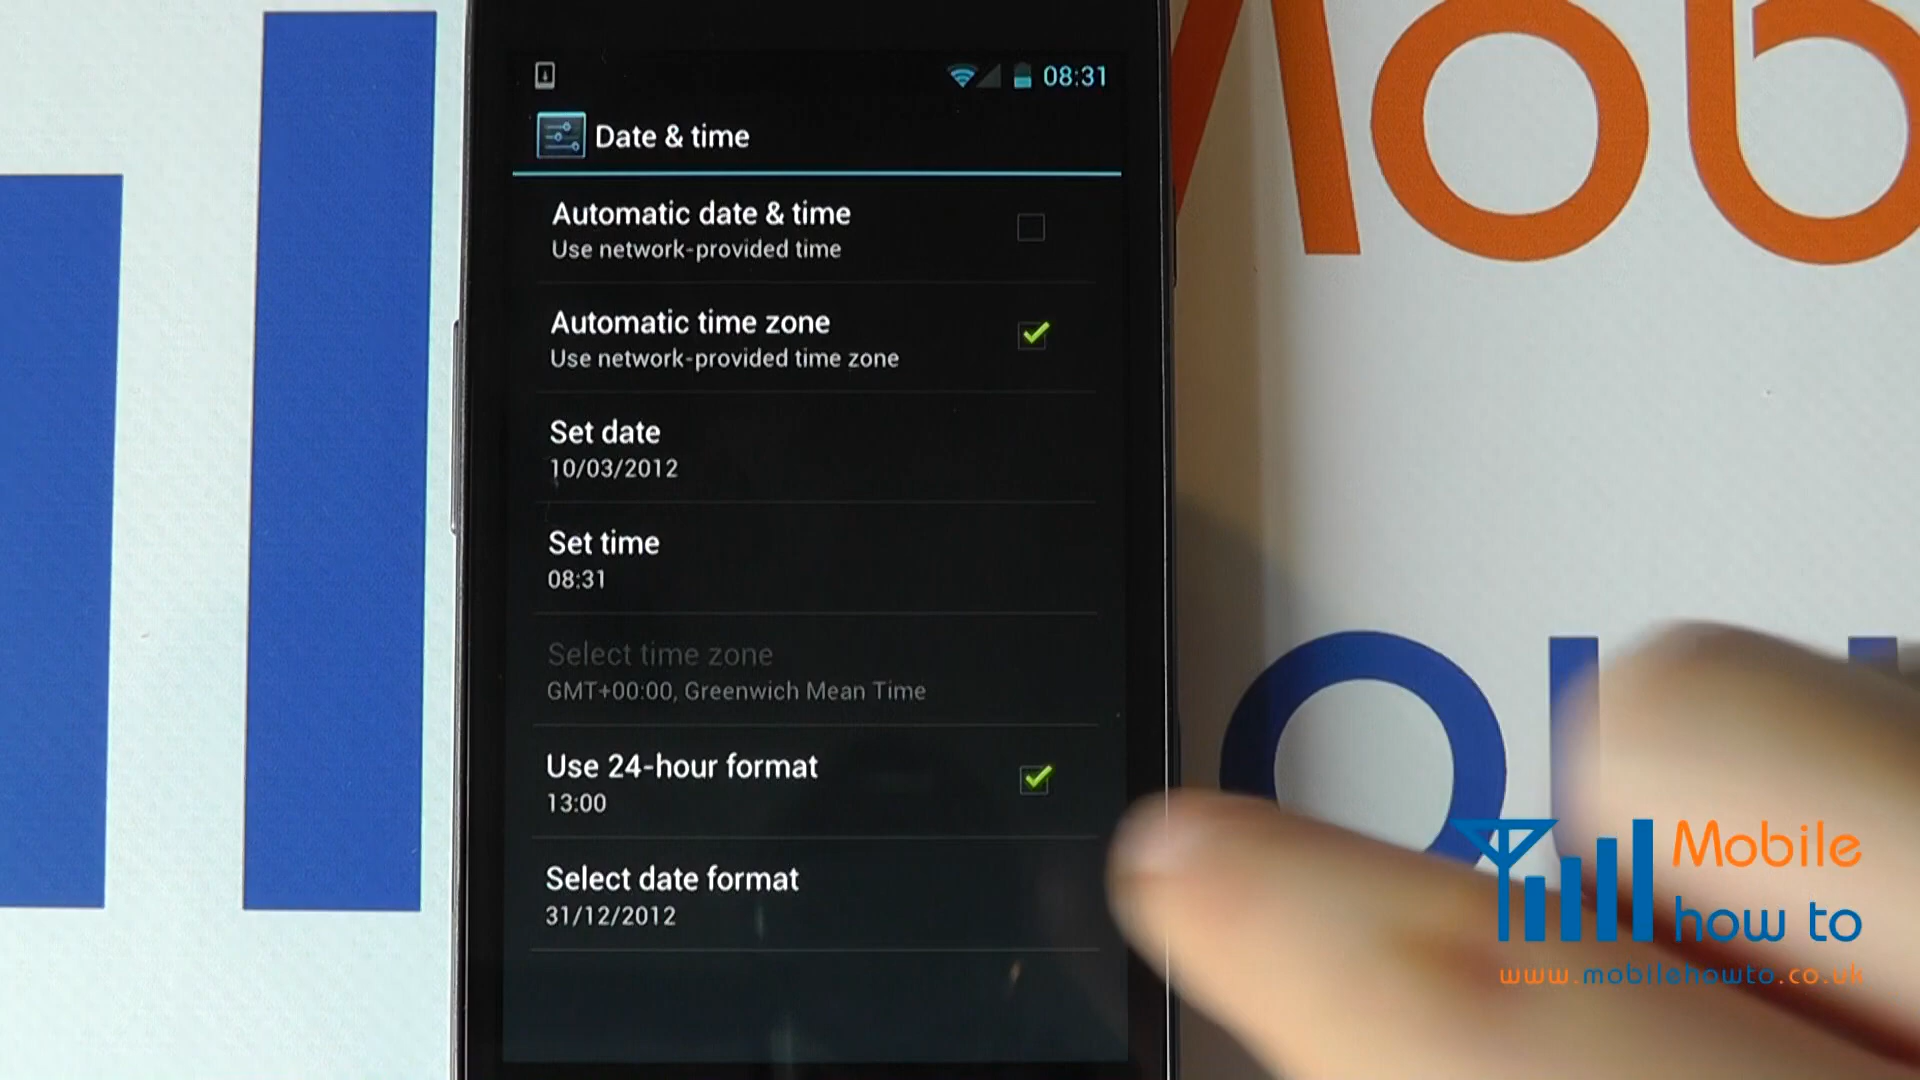 08:31
Date & time
Automatic date & time
Use network-provided time
Automatic time zone
Use network-provided time zone
Set date
10/03/2012
Set time
08:31
Select time zone
GMT+00:00, Greenwich Mean Time
Use 24-hour format
13:00
Select date format
31/12/2012
Mobile
how to
www.mobilehowto.co.uk